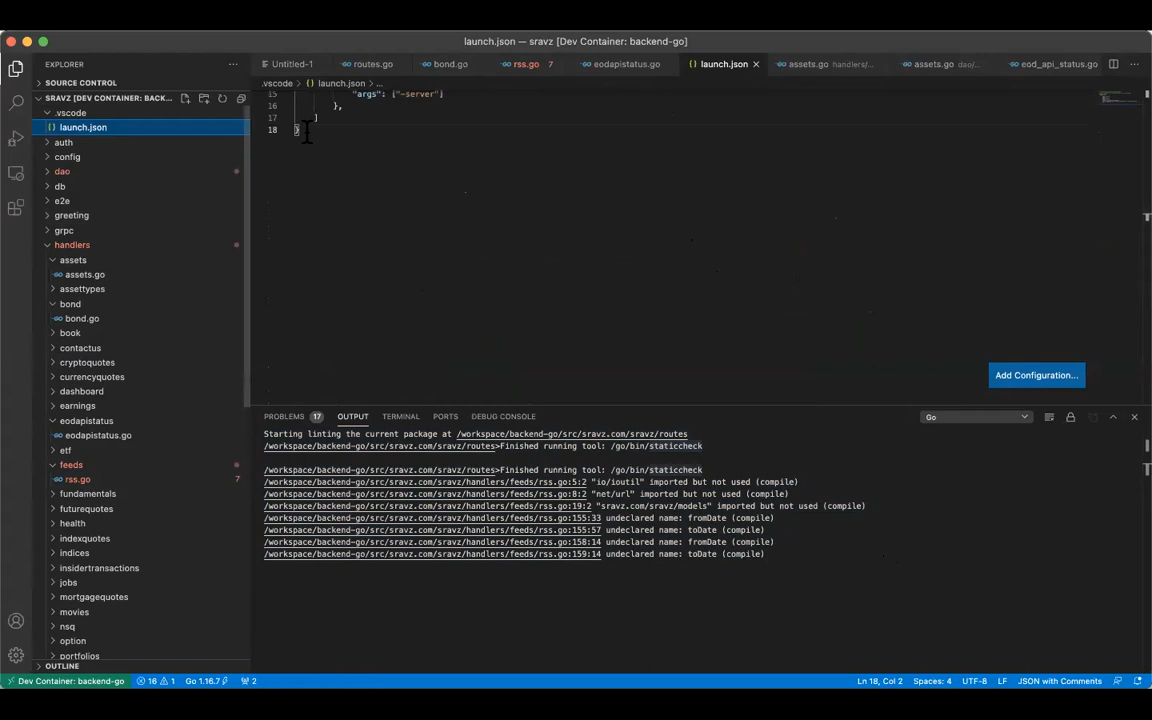 launch.json — sravz [Dev Container: backend-go]
EXPLORER
Untitled-1
routes.go
bond.go
rss.go 7
eodapistatus.go
launch.json
assets.go handlers/...
assets.go dao/...
eod_api_status.go
SOURCE CONTROL
.vscode > launch.json > ...
SRAVZ [DEV CONTAINER: BACK...
.vscode
launch.json
auth
config
dao
db
e2e
greeting
grpc
handlers
assets
assets.go
assettypes
bond
bond.go
book
contactus
cryptoquotes
currencyquotes
dashboard
earnings
eodapistatus
eodapistatus.go
etf
feeds
rss.go 7
fundamentals
futurequotes
health
indexquotes
indices
insidertransactions
jobs
mortgagequotes
movies
nsq
option
portfolios
OUTLINE
15 "args": ["-server"]
16 },
17 ]
18 }
Add Configuration...
PROBLEMS 17 OUTPUT TERMINAL PORTS DEBUG CONSOLE
Go
Starting linting the current package at /workspace/backend-go/src/sravz.com/sravz/routes
/workspace/backend-go/src/sravz.com/sravz/routes>Finished running tool: /go/bin/staticcheck
/workspace/backend-go/src/sravz.com/sravz/routes>Finished running tool: /go/bin/staticcheck
/workspace/backend-go/src/sravz.com/sravz/handlers/feeds/rss.go:5:2 "io/ioutil" imported but not used (compile)
/workspace/backend-go/src/sravz.com/sravz/handlers/feeds/rss.go:8:2 "net/url" imported but not used (compile)
/workspace/backend-go/src/sravz.com/sravz/handlers/feeds/rss.go:19:2 "sravz.com/sravz/models" imported but not used (compile)
/workspace/backend-go/src/sravz.com/sravz/handlers/feeds/rss.go:155:33 undeclared name: fromDate (compile)
/workspace/backend-go/src/sravz.com/sravz/handlers/feeds/rss.go:155:57 undeclared name: toDate (compile)
/workspace/backend-go/src/sravz.com/sravz/handlers/feeds/rss.go:158:14 undeclared name: fromDate (compile)
/workspace/backend-go/src/sravz.com/sravz/handlers/feeds/rss.go:159:14 undeclared name: toDate (compile)
Dev Container: backend-go
16 1
Go 1.16.7
2
Ln 18, Col 2
Spaces: 4
UTF-8
LF
JSON with Comments